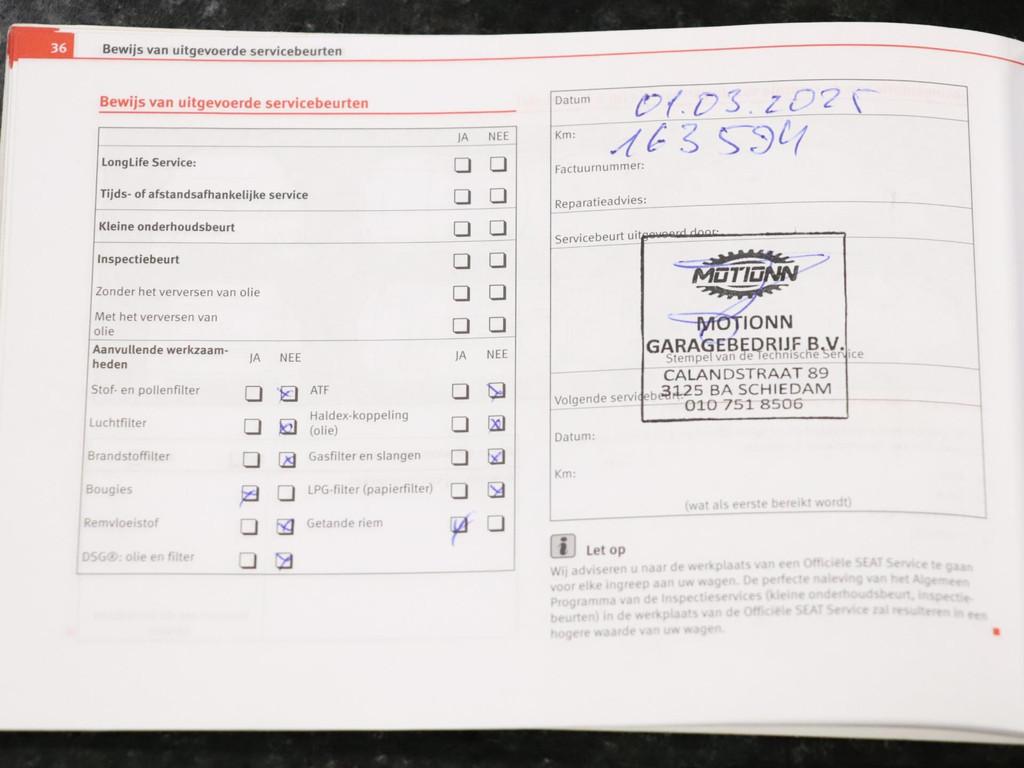 36 Bewijs van uitgevoerde servicebeurten
Bewijs van uitgevoerde servicebeurten
JA NEE
LongLife Service:
Tijds- of afstandsafhankelijke service
Kleine onderhoudsbeurt
Inspectiebeurt
Zonder het verversen van olie
Met het verversen van
olie
Aanvullende werkzaam-
heden
JA NEE JA NEE
Stof- en pollenfilter ATF
Luchtfilter Haldex-koppeling
(olie)
Brandstoffilter Gasfilter en slangen
Bougies LPG-filter (papierfilter)
Remvloeistof Getande riem
DSG®: olie en filter
Datum 01.03.2025
Km: 163594
Factuurnummer:
Reparatieadvies:
Servicebeurt uitgevoerd door:
MOTIONN
MOTIONN
GARAGEBEDRIJF B.V.
Stempel van de Technische Service
CALANDSTRAAT 89
3125 BA SCHIEDAM
010 751 8506
Volgende servicebeurt:
Datum:
Km:
(wat als eerste bereikt wordt)
i Let op
Wij adviseren u naar de werkplaats van een Officiële SEAT Service te gaan
voor elke ingreep aan uw wagen. De perfecte naleving van het Algemeen
Programma van de Inspectieservices (kleine onderhoudsbeurt, inspectie-
beurten) in de werkplaats van de Officiële SEAT Service zal resulteren in een
hogere waarde van uw wagen.